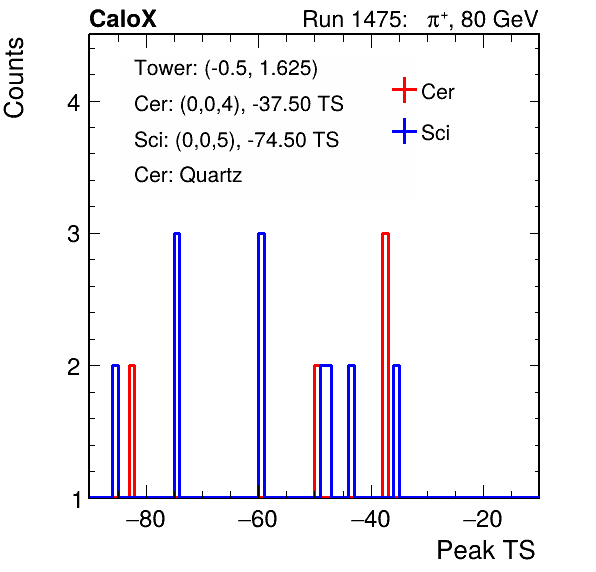 CaloX Run 1475: π⁺, 80 GeV
Counts
Tower: (-0.5, 1.625)
Cer: (0,0,4), -37.50 TS
Sci: (0,0,5), -74.50 TS
Cer: Quartz
Cer
Sci
4
3
2
1
−80 −60 −40 −20
Peak TS